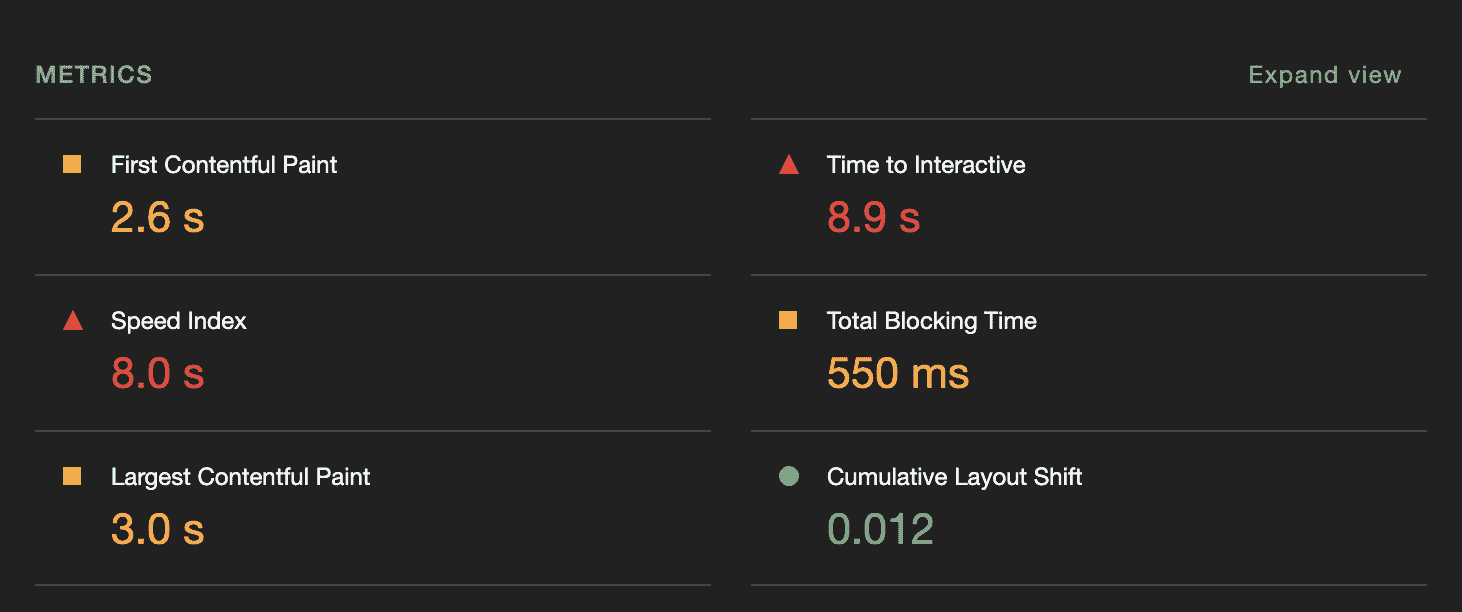 METRICS
Expand view
First Contentful Paint
2.6 s
Time to Interactive
8.9 s
Speed Index
8.0 s
Total Blocking Time
550 ms
Largest Contentful Paint
3.0 s
Cumulative Layout Shift
0.012